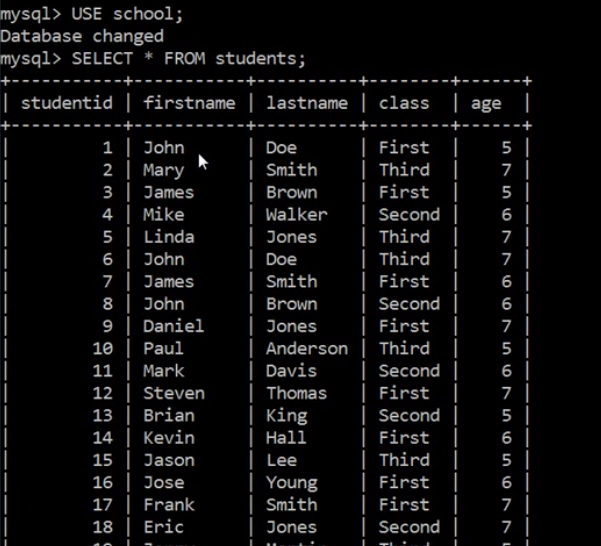 mysql> USE school;
Database changed
mysql> SELECT * FROM students;
+-----------+-----------+----------+--------+------+
| studentid | firstname | lastname | class  | age  |
+-----------+-----------+----------+--------+------+
|         1 | John      | Doe      | First  |    5 |
|         2 | Mary      | Smith    | Third  |    7 |
|         3 | James     | Brown    | First  |    5 |
|         4 | Mike      | Walker   | Second |    6 |
|         5 | Linda     | Jones    | Third  |    7 |
|         6 | John      | Doe      | Third  |    7 |
|         7 | James     | Smith    | First  |    6 |
|         8 | John      | Brown    | Second |    6 |
|         9 | Daniel    | Jones    | First  |    7 |
|        10 | Paul      | Anderson | Third  |    5 |
|        11 | Mark      | Davis    | Second |    6 |
|        12 | Steven    | Thomas   | First  |    7 |
|        13 | Brian     | King     | Second |    5 |
|        14 | Kevin     | Hall     | First  |    6 |
|        15 | Jason     | Lee      | Third  |    5 |
|        16 | Jose      | Young    | First  |    6 |
|        17 | Frank     | Smith    | First  |    7 |
|        18 | Eric      | Jones    | Second |    7 |